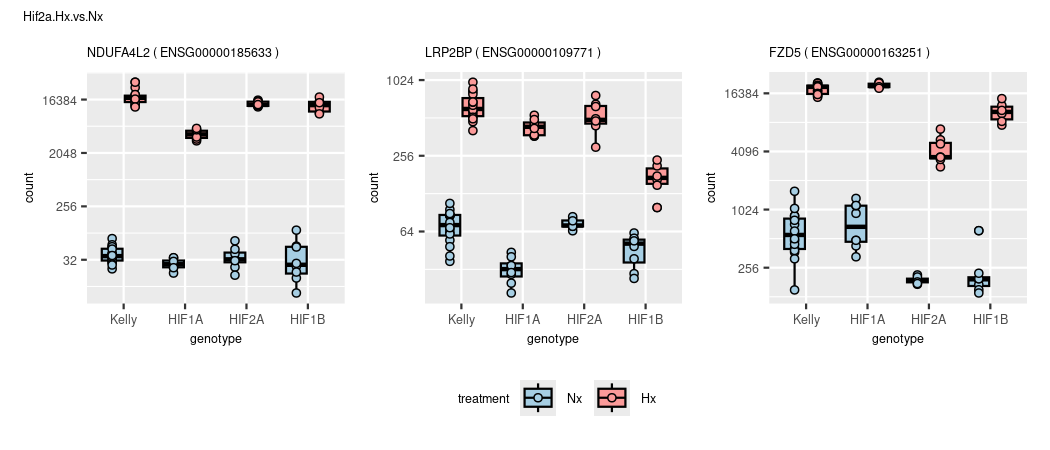 Hif2a.Hx.vs.Nx
NDUFA4L2 ( ENSG00000185633 )
16384
2048
256
32
count
Kelly HIF1A HIF2A HIF1B
genotype
LRP2BP ( ENSG00000109771 )
1024
256
64
count
Kelly HIF1A HIF2A HIF1B
genotype
FZD5 ( ENSG00000163251 )
16384
4096
1024
256
count
Kelly HIF1A HIF2A HIF1B
genotype
treatment Nx Hx